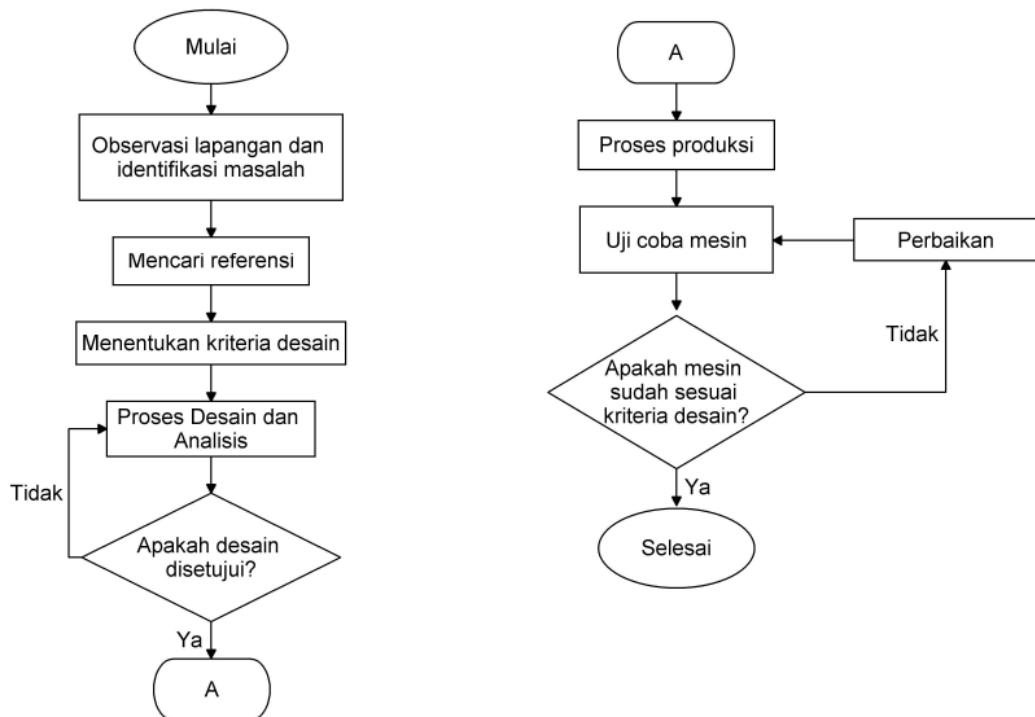 Mulai
Observasi lapangan dan
identifikasi masalah
Mencari referensi
Menentukan kriteria desain
Proses Desain dan
Analisis
Tidak
Apakah desain
disetujui?
Ya
A
A
Proses produksi
Uji coba mesin
Perbaikan
Tidak
Apakah mesin
sudah sesuai
kriteria desain?
Ya
Selesai